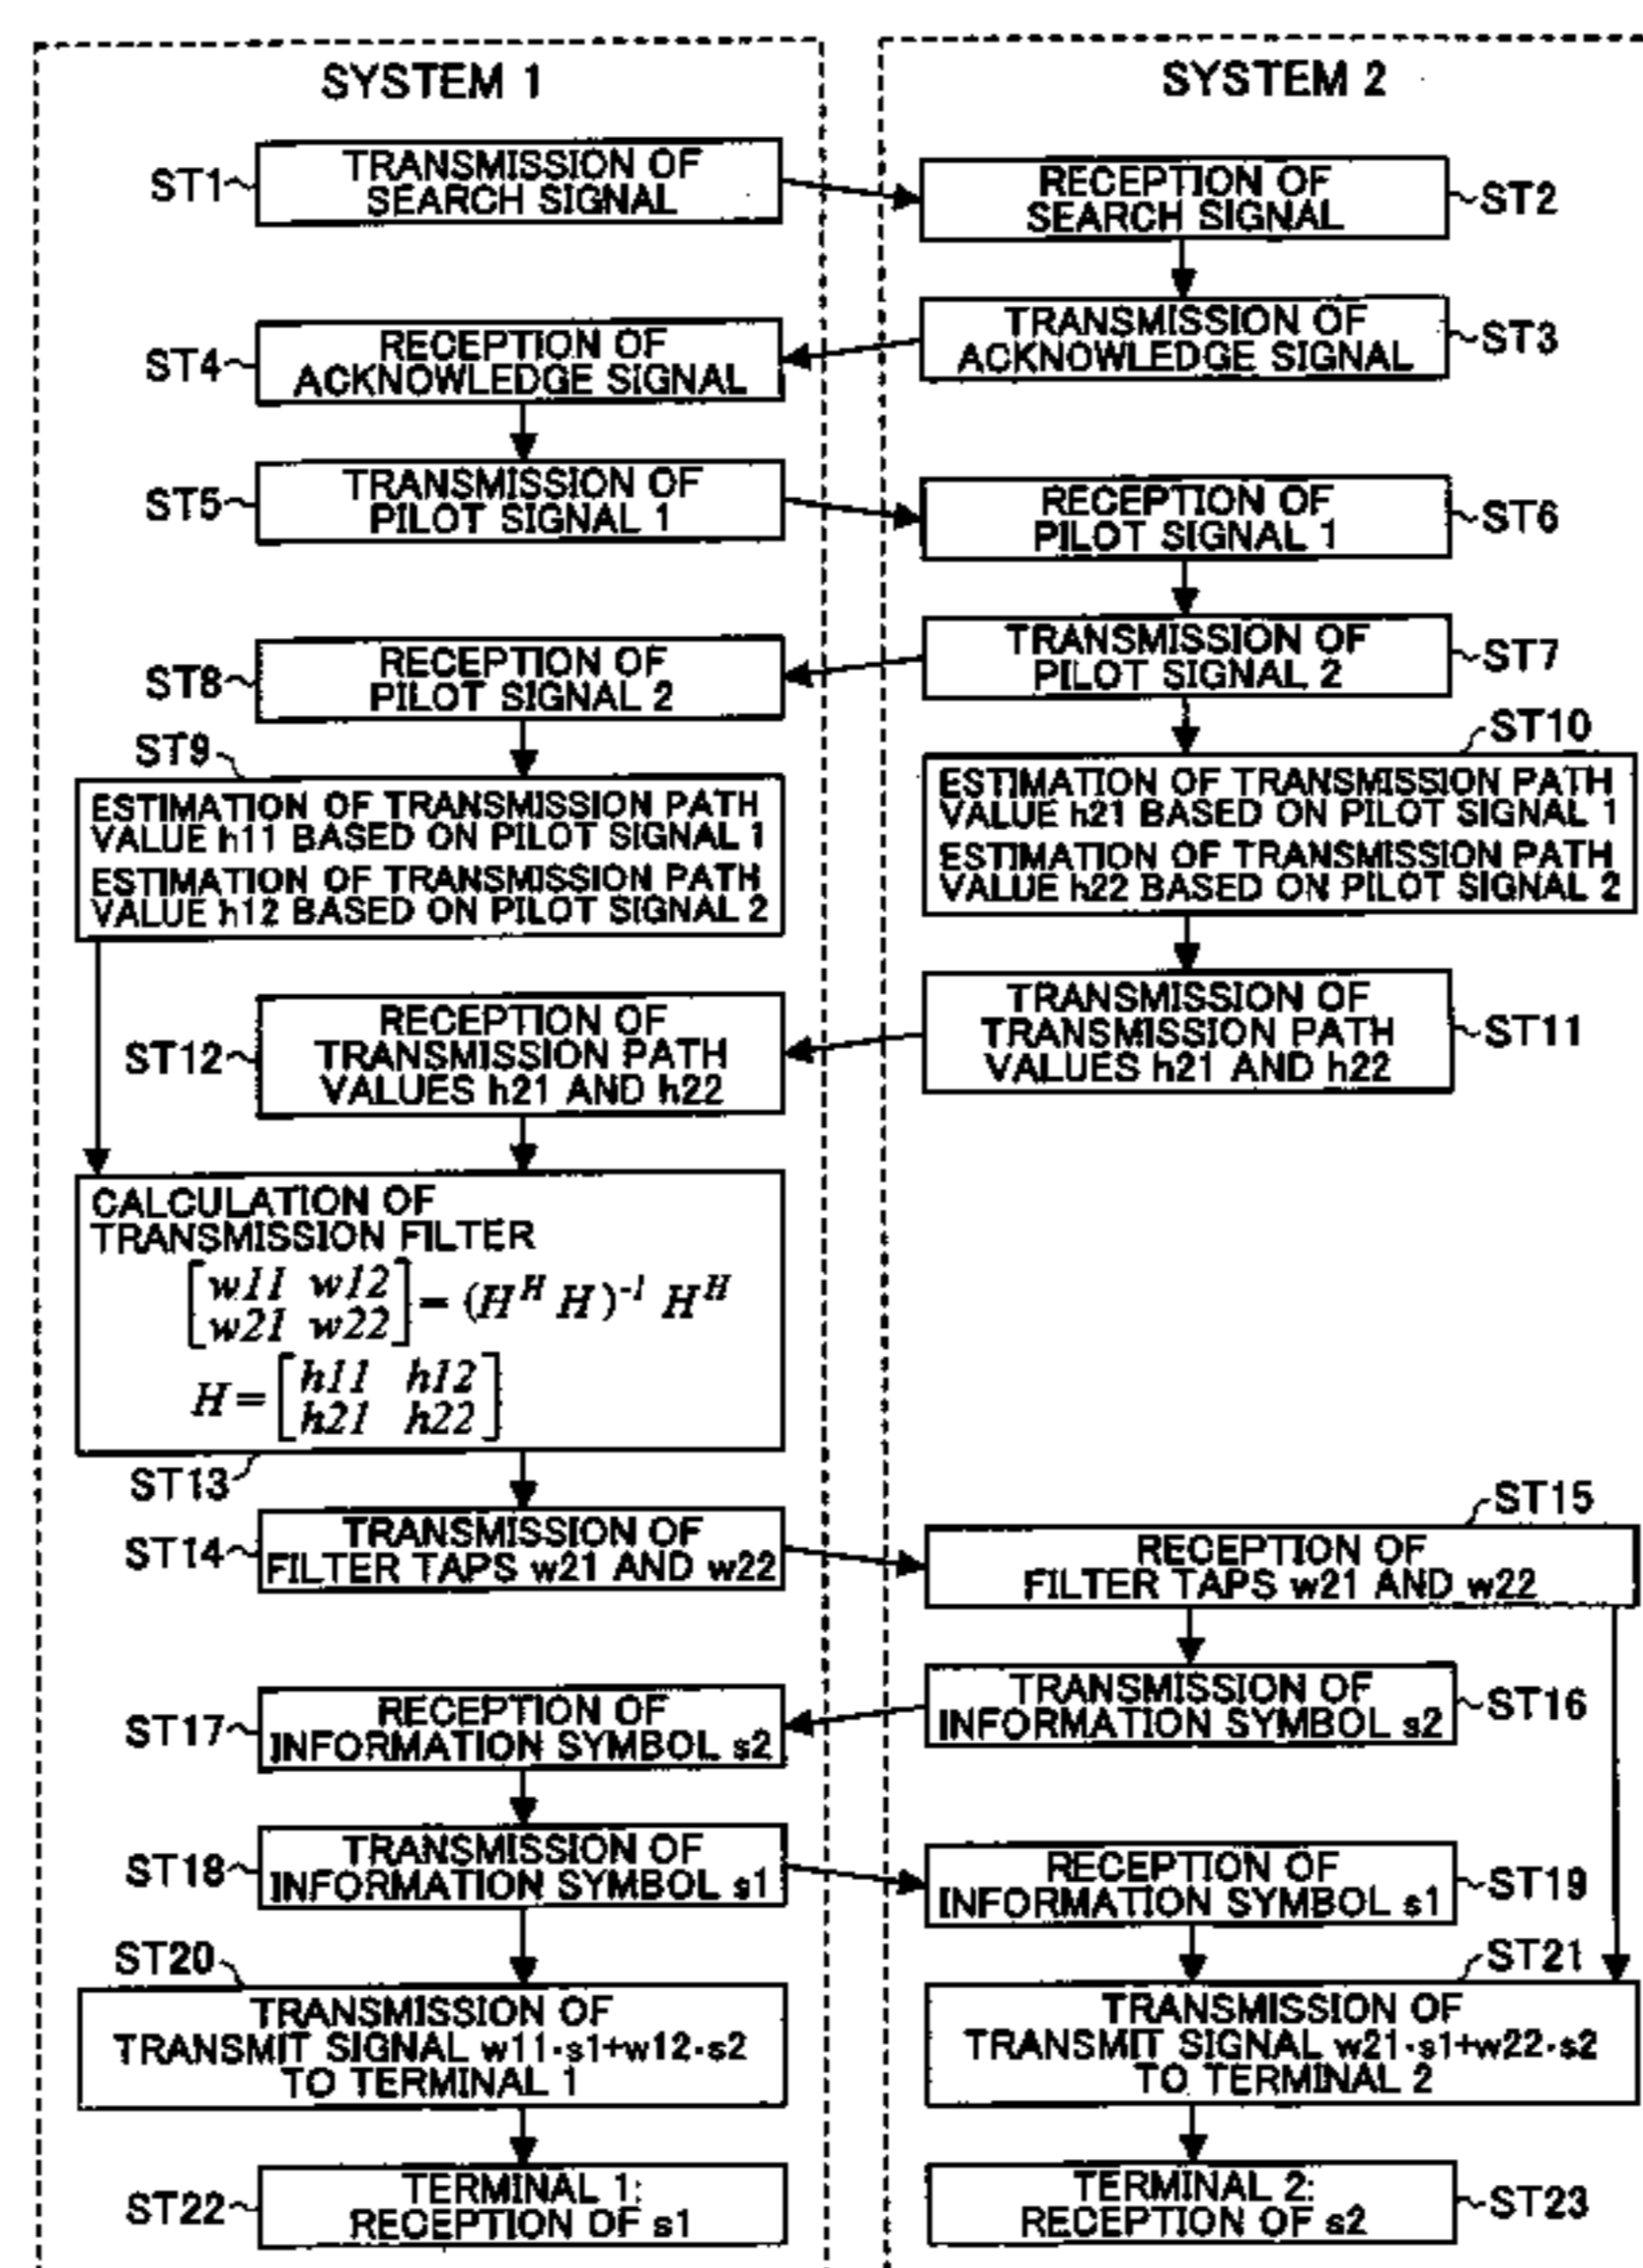 SYSTEM 1
SYSTEM 2
ST1
TRANSMISSION OF
SEARCH SIGNAL
RECEPTION OF
SEARCH SIGNAL
ST2
TRANSMISSION OF
ACKNOWLEDGE SIGNAL
ST3
ST4
RECEPTION OF
ACKNOWLEDGE SIGNAL
ST5
TRANSMISSION OF
PILOT SIGNAL 1
RECEPTION OF
PILOT SIGNAL 1
ST6
TRANSMISSION OF
PILOT SIGNAL 2
ST7
ST8
RECEPTION OF
PILOT SIGNAL 2
ST9
ESTIMATION OF TRANSMISSION PATH
VALUE h11 BASED ON PILOT SIGNAL 1
ESTIMATION OF TRANSMISSION PATH
VALUE h12 BASED ON PILOT SIGNAL 2
ST10
ESTIMATION OF TRANSMISSION PATH
VALUE h21 BASED ON PILOT SIGNAL 1
ESTIMATION OF TRANSMISSION PATH
VALUE h22 BASED ON PILOT SIGNAL 2
TRANSMISSION OF
TRANSMISSION PATH
VALUES h21 AND h22
ST11
ST12
RECEPTION OF
TRANSMISSION PATH
VALUES h21 AND h22
CALCULATION OF
TRANSMISSION FILTER
[w11 w12
w21 w22] = (H^H H)^-1 H^H
H = [h11 h12
h21 h22]
ST13
ST14
TRANSMISSION OF
FILTER TAPS w21 AND w22
ST15
RECEPTION OF
FILTER TAPS w21 AND w22
TRANSMISSION OF
INFORMATION SYMBOL s2
ST16
ST17
RECEPTION OF
INFORMATION SYMBOL s2
ST18
TRANSMISSION OF
INFORMATION SYMBOL s1
RECEPTION OF
INFORMATION SYMBOL s1
ST19
ST20
TRANSMISSION OF
TRANSMIT SIGNAL w11·s1+w12·s2
TO TERMINAL 1
ST21
TRANSMISSION OF
TRANSMIT SIGNAL w21·s1+w22·s2
TO TERMINAL 2
ST22
TERMINAL 1:
RECEPTION OF s1
TERMINAL 2:
RECEPTION OF s2
ST23